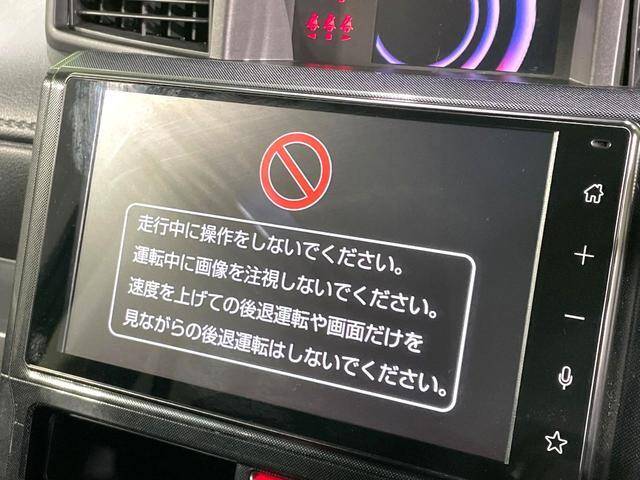 走行中に操作をしないでください。
運転中に画像を注視しないでください。
速度を上げての後退運転や画面だけを
見ながらの後退運転はしないでください。